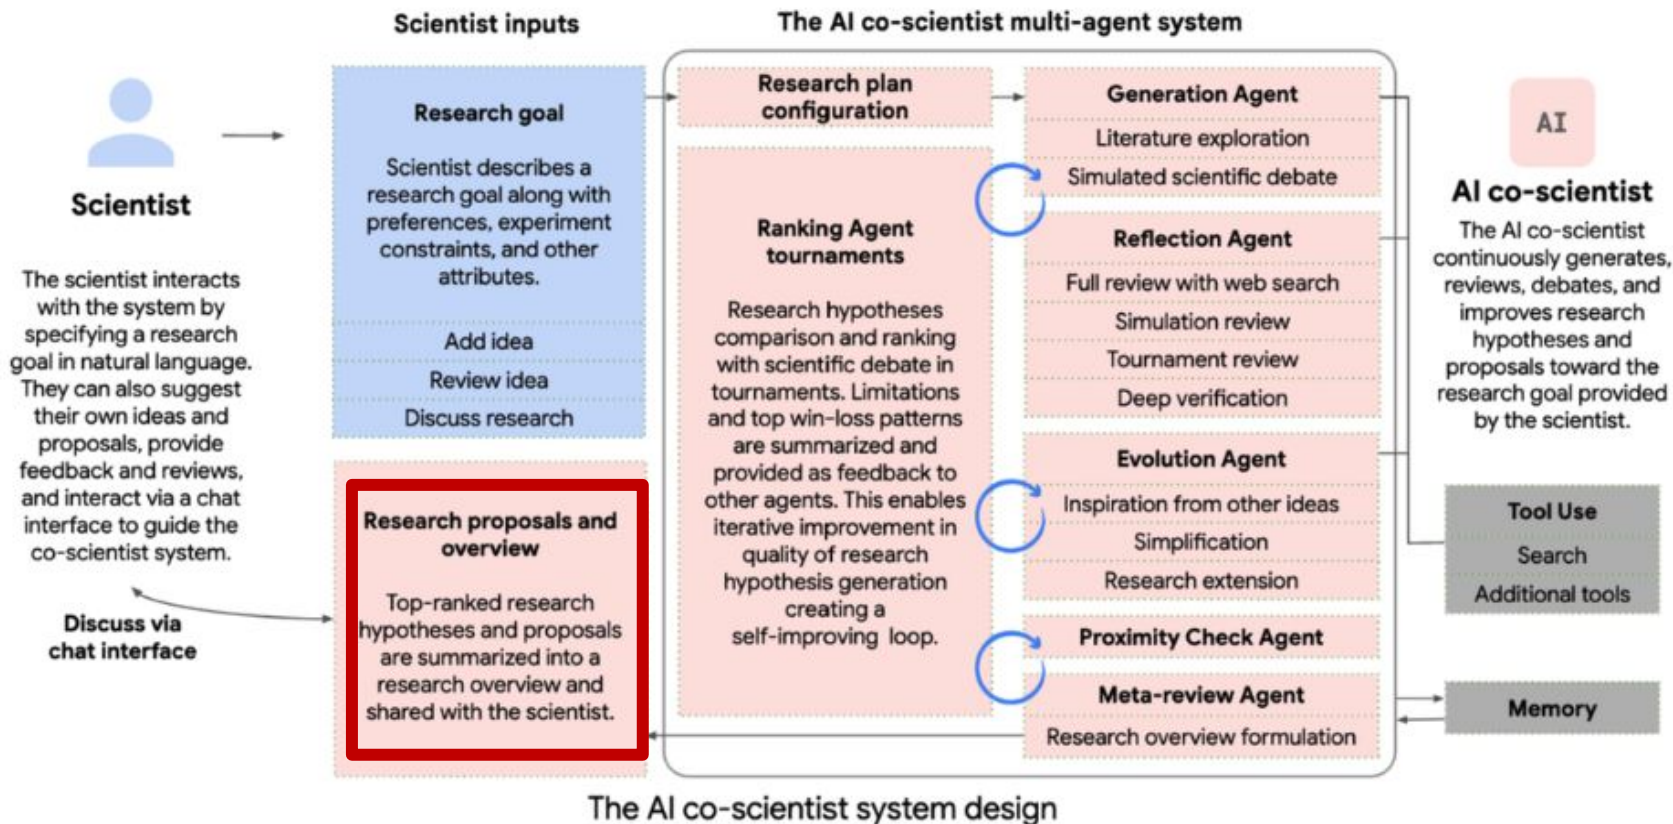 Scientist inputs
The AI co-scientist multi-agent system
Scientist
The scientist interacts
with the system by
specifying a research
goal in natural language.
They can also suggest
their own ideas and
proposals, provide
feedback and reviews,
and interact via a chat
interface to guide the
co-scientist system.
Discuss via
chat interface
Research goal
Scientist describes a
research goal along with
preferences, experiment
constraints, and other
attributes.
Add idea
Review idea
Discuss research
Research proposals and
overview
Top-ranked research
hypotheses and proposals
are summarized into a
research overview and
shared with the scientist.
Research plan
configuration
Ranking Agent
tournaments
Research hypotheses
comparison and ranking
with scientific debate in
tournaments. Limitations
and top win-loss patterns
are summarized and
provided as feedback to
other agents. This enables
iterative improvement in
quality of research
hypothesis generation
creating a
self-improving loop.
Generation Agent
Literature exploration
Simulated scientific debate
Reflection Agent
Full review with web search
Simulation review
Tournament review
Deep verification
Evolution Agent
Inspiration from other ideas
Simplification
Research extension
Proximity Check Agent
Meta-review Agent
Research overview formulation
AI
AI co-scientist
The AI co-scientist
continuously generates,
reviews, debates, and
improves research
hypotheses and
proposals toward the
research goal provided
by the scientist.
Tool Use
Search
Additional tools
Memory
The AI co-scientist system design